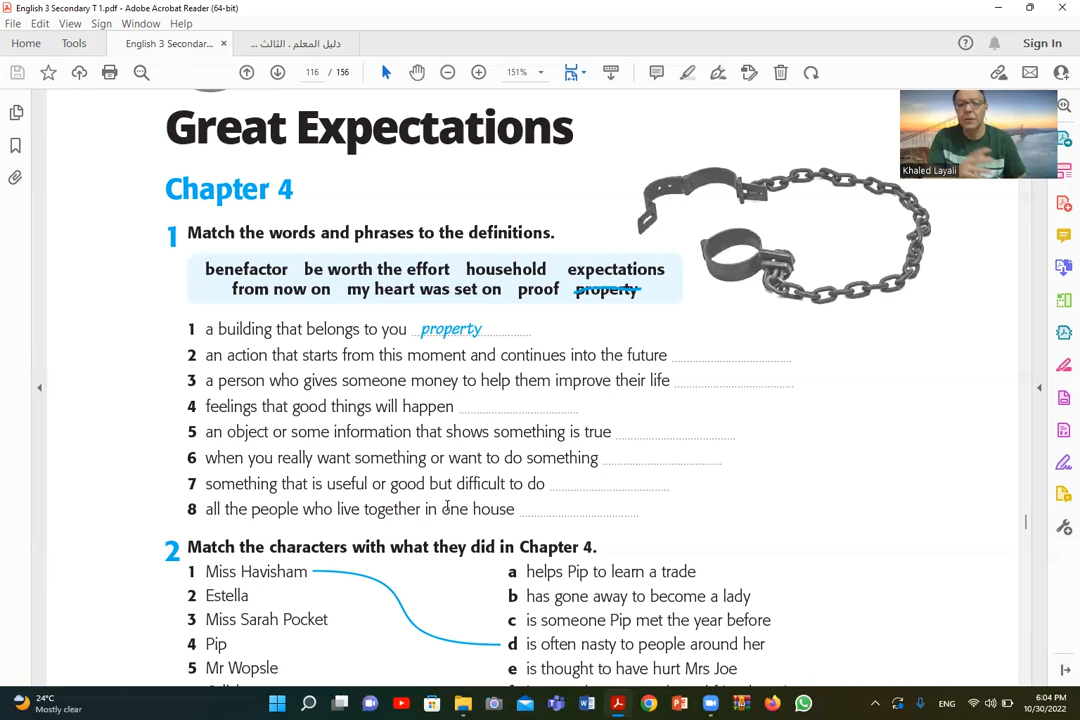 English 3 Secondary T 1.pdf - Adobe Acrobat Reader (64-bit)
File Edit View Sign Window Help
Home Tools English 3 Secondar... × دليل المعلم . الثالث ... Sign In
116 / 156 151%
Great Expectations
Khaled Layali
Chapter 4
1 Match the words and phrases to the definitions.
benefactor be worth the effort household expectations
from now on my heart was set on proof property
1 a building that belongs to you property
2 an action that starts from this moment and continues into the future
3 a person who gives someone money to help them improve their life
4 feelings that good things will happen
5 an object or some information that shows something is true
6 when you really want something or want to do something
7 something that is useful or good but difficult to do
8 all the people who live together in one house
2 Match the characters with what they did in Chapter 4.
1 Miss Havisham a helps Pip to learn a trade
2 Estella b has gone away to become a lady
3 Miss Sarah Pocket c is someone Pip met the year before
4 Pip d is often nasty to people around her
5 Mr Wopsle e is thought to have hurt Mrs Joe
24°C
Mostly clear
ENG
6:04 PM
10/30/2022